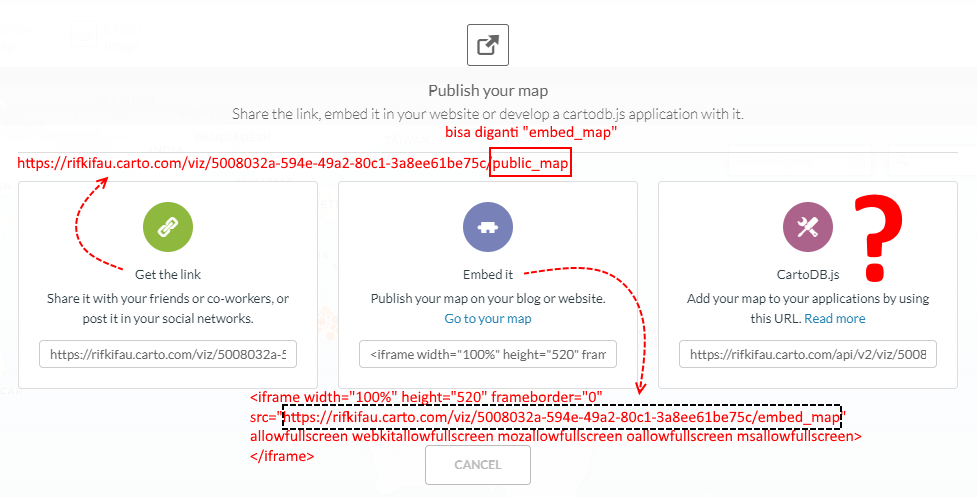 Publish your map
Share the link, embed it in your website or develop a cartodb.js application with it.
bisa diganti "embed_map"
https://rifkifau.carto.com/viz/5008032a-594e-49a2-80c1-3a8ee61be75c/public_map
Get the link
Share it with your friends or co-workers, or
post it in your social networks.
https://rifkifau.carto.com/viz/5008032a-5
Embed it
Publish your map on your blog or website.
Go to your map
<iframe width="100%" height="520" fram
?
CartoDB.js
Add your map to your applications by using
this URL. Read more
https://rifkifau.carto.com/api/v2/viz/5008
<iframe width="100%" height="520" frameborder="0"
src="https://rifkifau.carto.com/viz/5008032a-594e-49a2-80c1-3a8ee61be75c/embed_map"
allowfullscreen webkitallowfullscreen mozallowfullscreen oallowfullscreen msallowfullscreen>
</iframe>
CANCEL